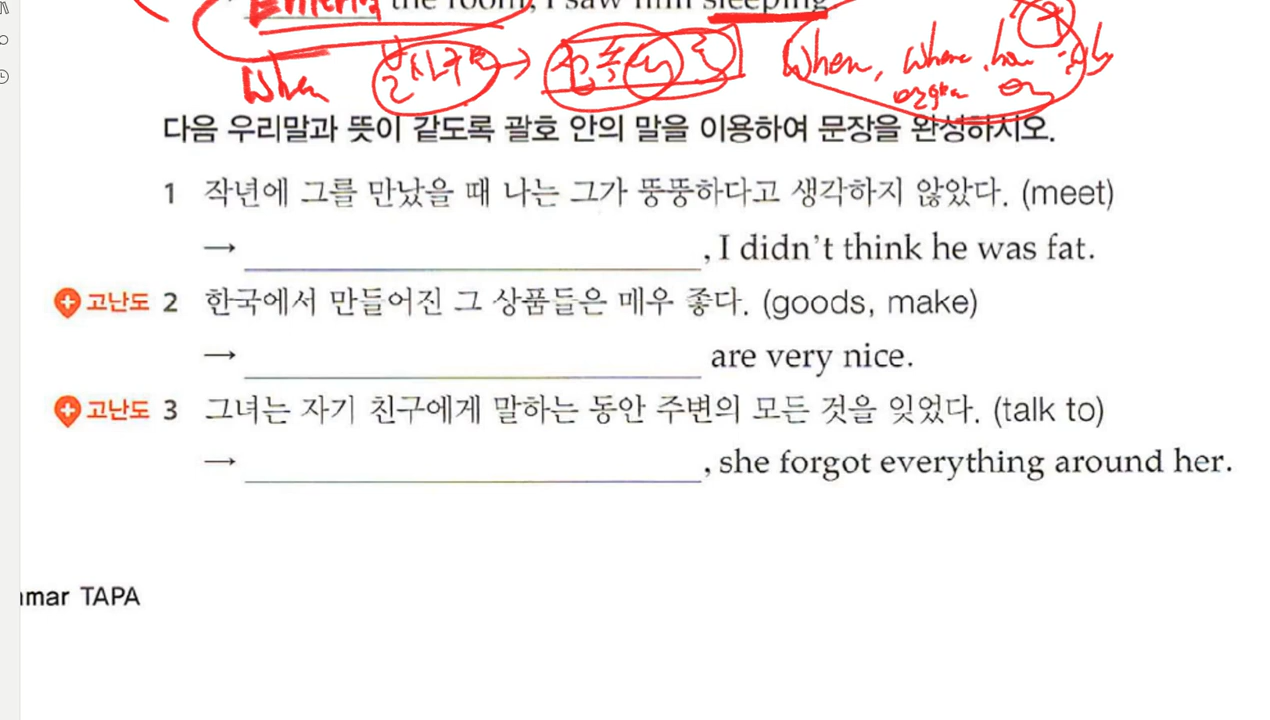 Entering the room, I saw him sleeping
When 접속사 When, where, how, why
다음 우리말과 뜻이 같도록 괄호 안의 말을 이용하여 문장을 완성하시오.
1 작년에 그를 만났을 때 나는 그가 뚱뚱하다고 생각하지 않았다. (meet)
→ , I didn't think he was fat.
고난도 2 한국에서 만들어진 그 상품들은 매우 좋다. (goods, make)
→ are very nice.
고난도 3 그녀는 자기 친구에게 말하는 동안 주변의 모든 것을 잊었다. (talk to)
→ , she forgot everything around her.
mar TAPA